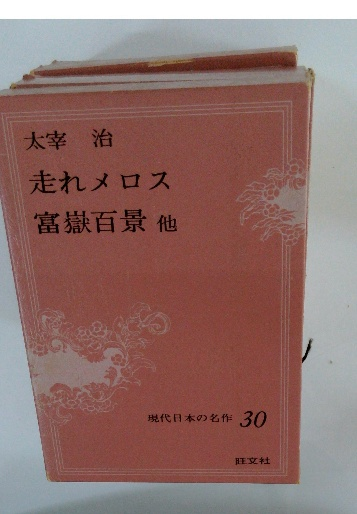 太宰 治
走れメロス
富嶽百景 他
現代日本の名作 30
旺文社